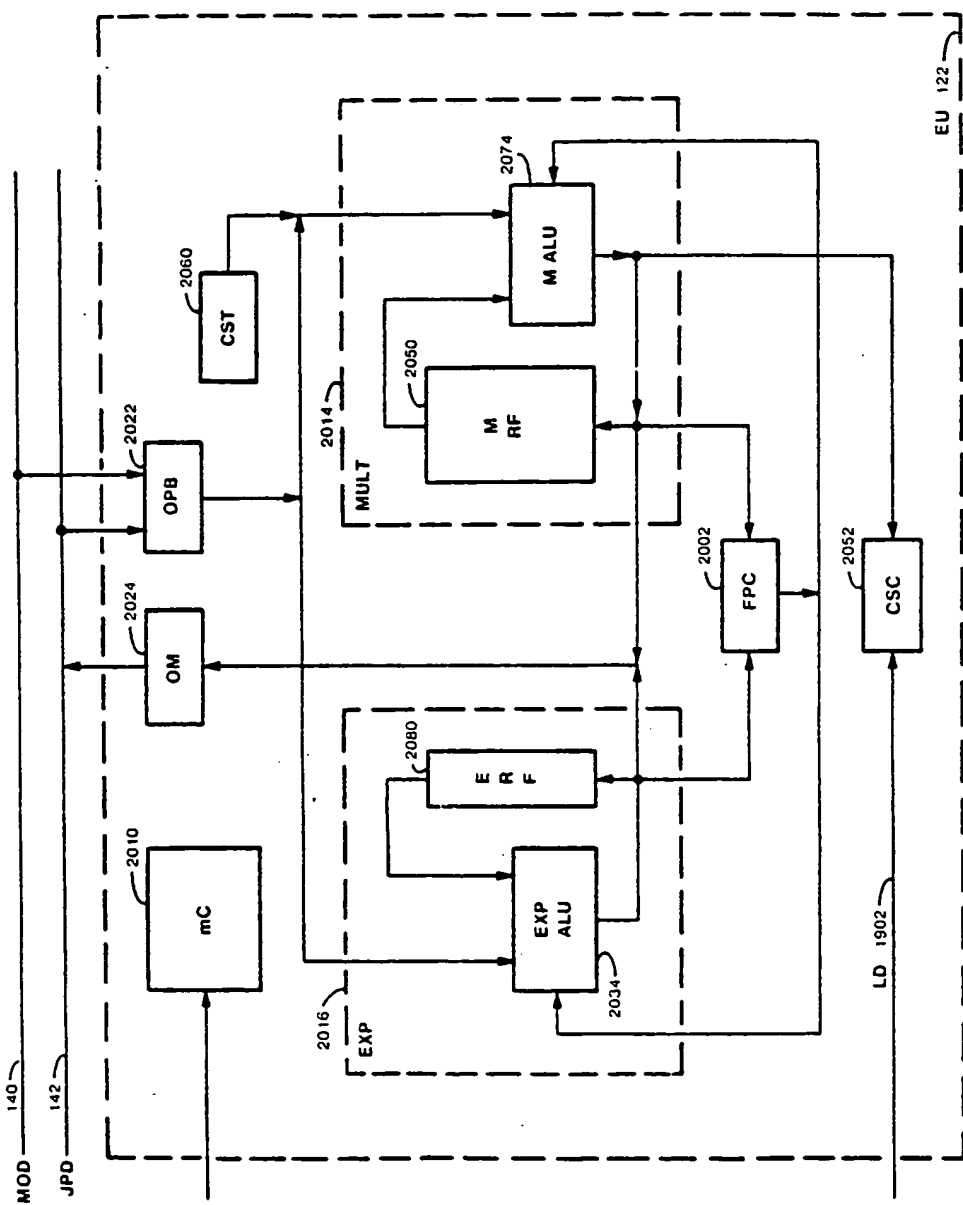 MOD 140
JPD 142
2010
mC
2024
OM
2022
OPB
2060
CST
2016
EXP
2034
EXP
ALU
2080
E
R
F
2014
MULT
2050
M
RF
2074
M ALU
2002
FPC
2052
CSC
LD 1902
EU 122